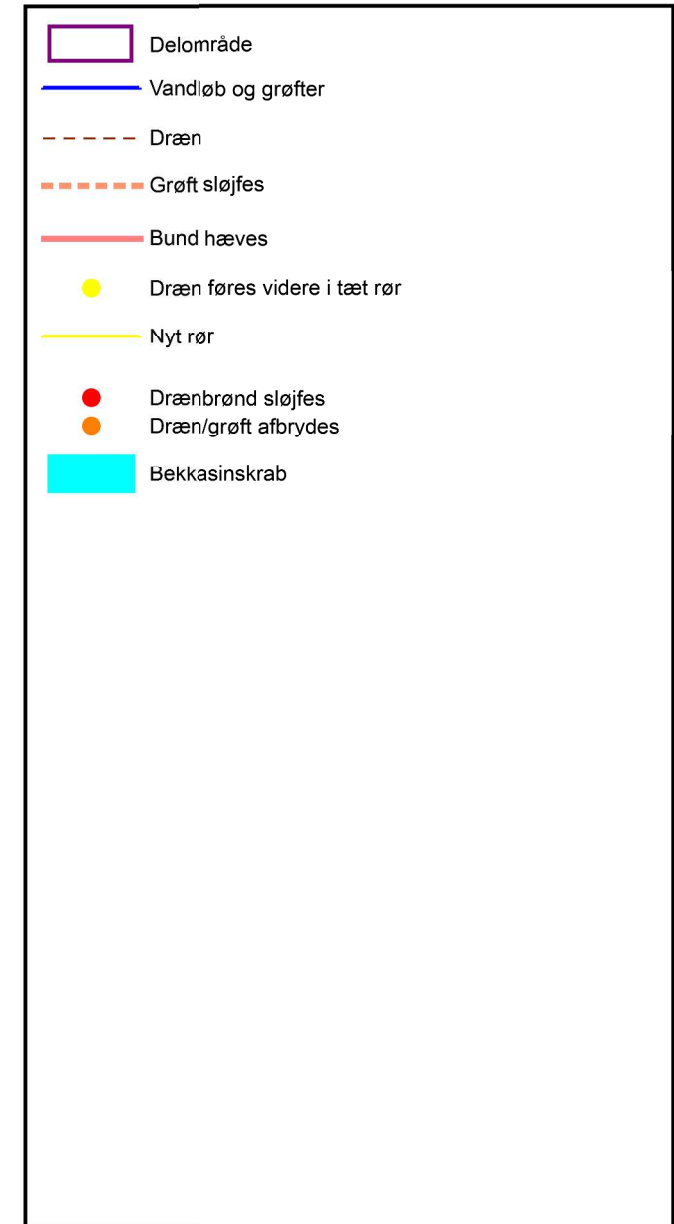 Delområde
Vandløb og grøfter
Dræn
Grøft sløjfes
Bund hæves
Dræn føres videre i tæt rør
Nyt rør
Drænbrønd sløjfes
Dræn/grøft afbrydes
Bekkasinskrab